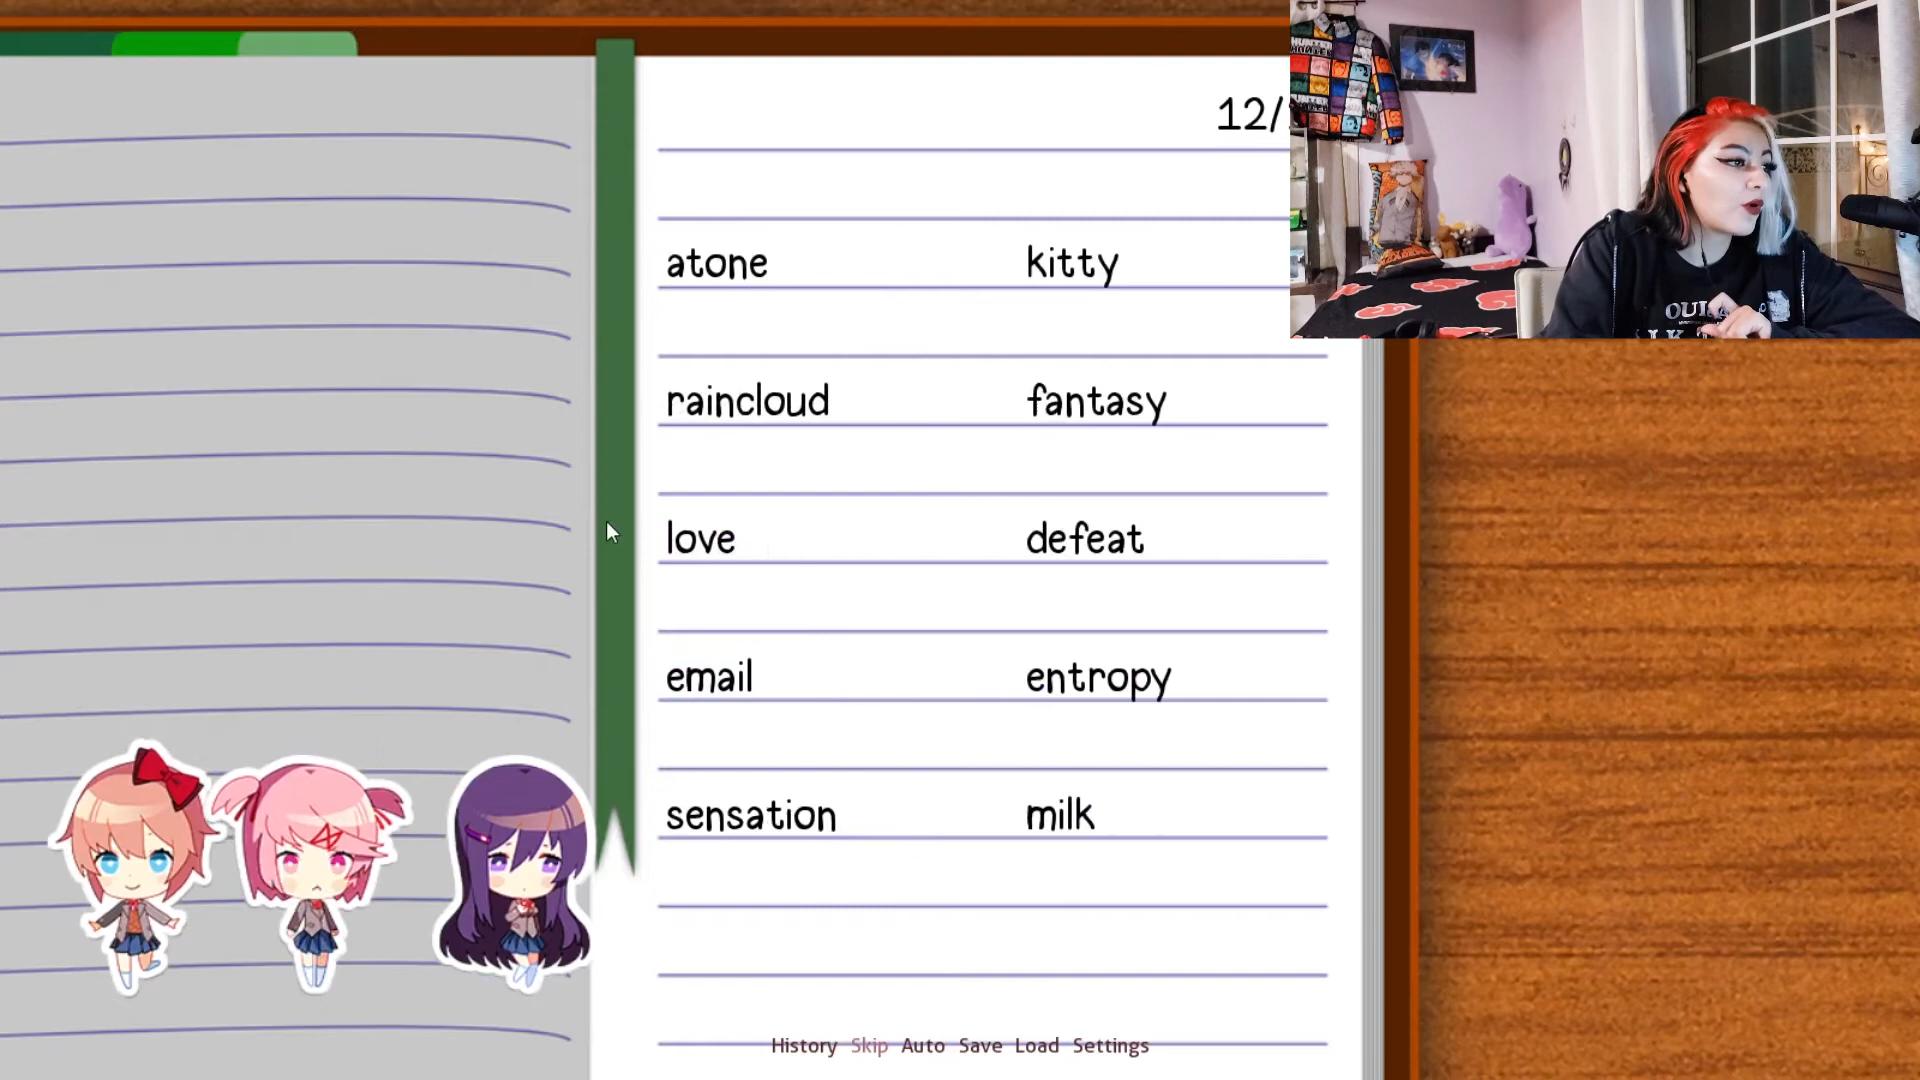 12/
atone kitty
raincloud fantasy
love defeat
email entropy
sensation milk
History Skip Auto Save Load Settings